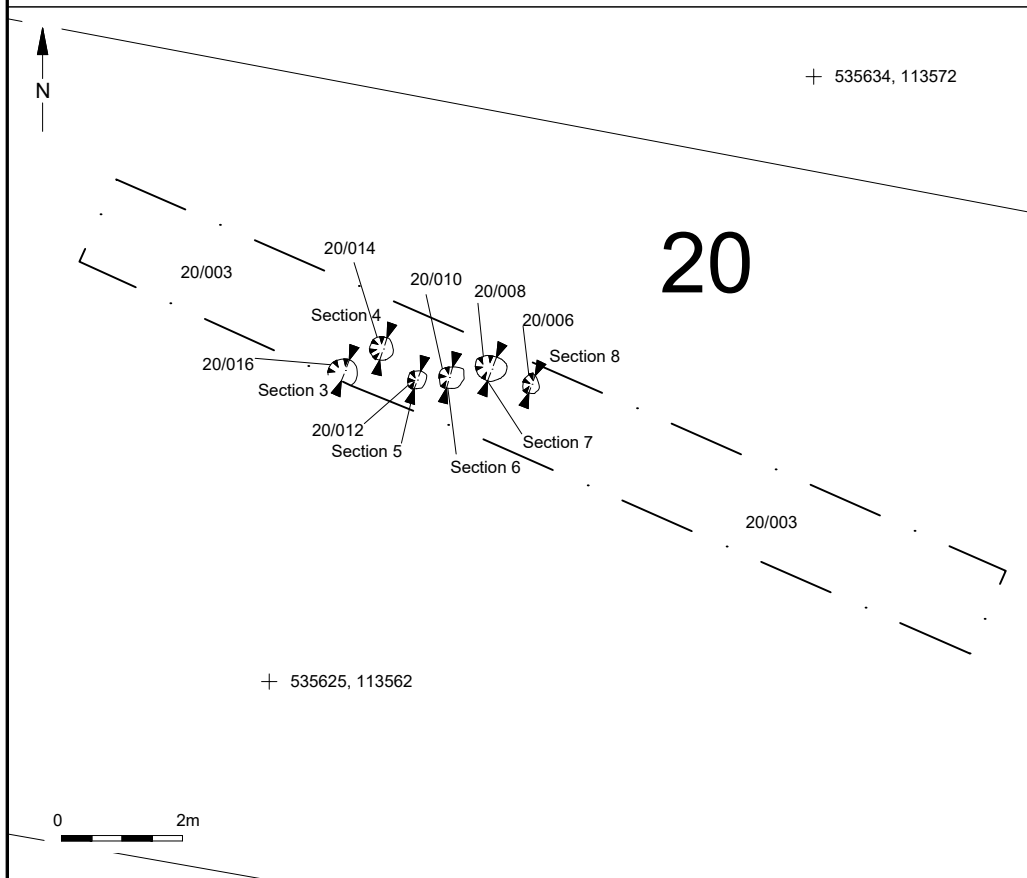 535634, 113572
N
20
20/014
20/003
20/010
20/008
Section 4
20/006
Section 8
20/016
Section 3
20/012
Section 5
Section 7
Section 6
20/003
535625, 113562
0 2m